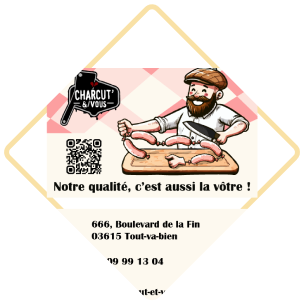 CHARCUT'
&/VOUS
Notre qualité, c'est aussi la vôtre !
666, Boulevard de la Fin
03615 Tout-va-bien
99 99 13 04